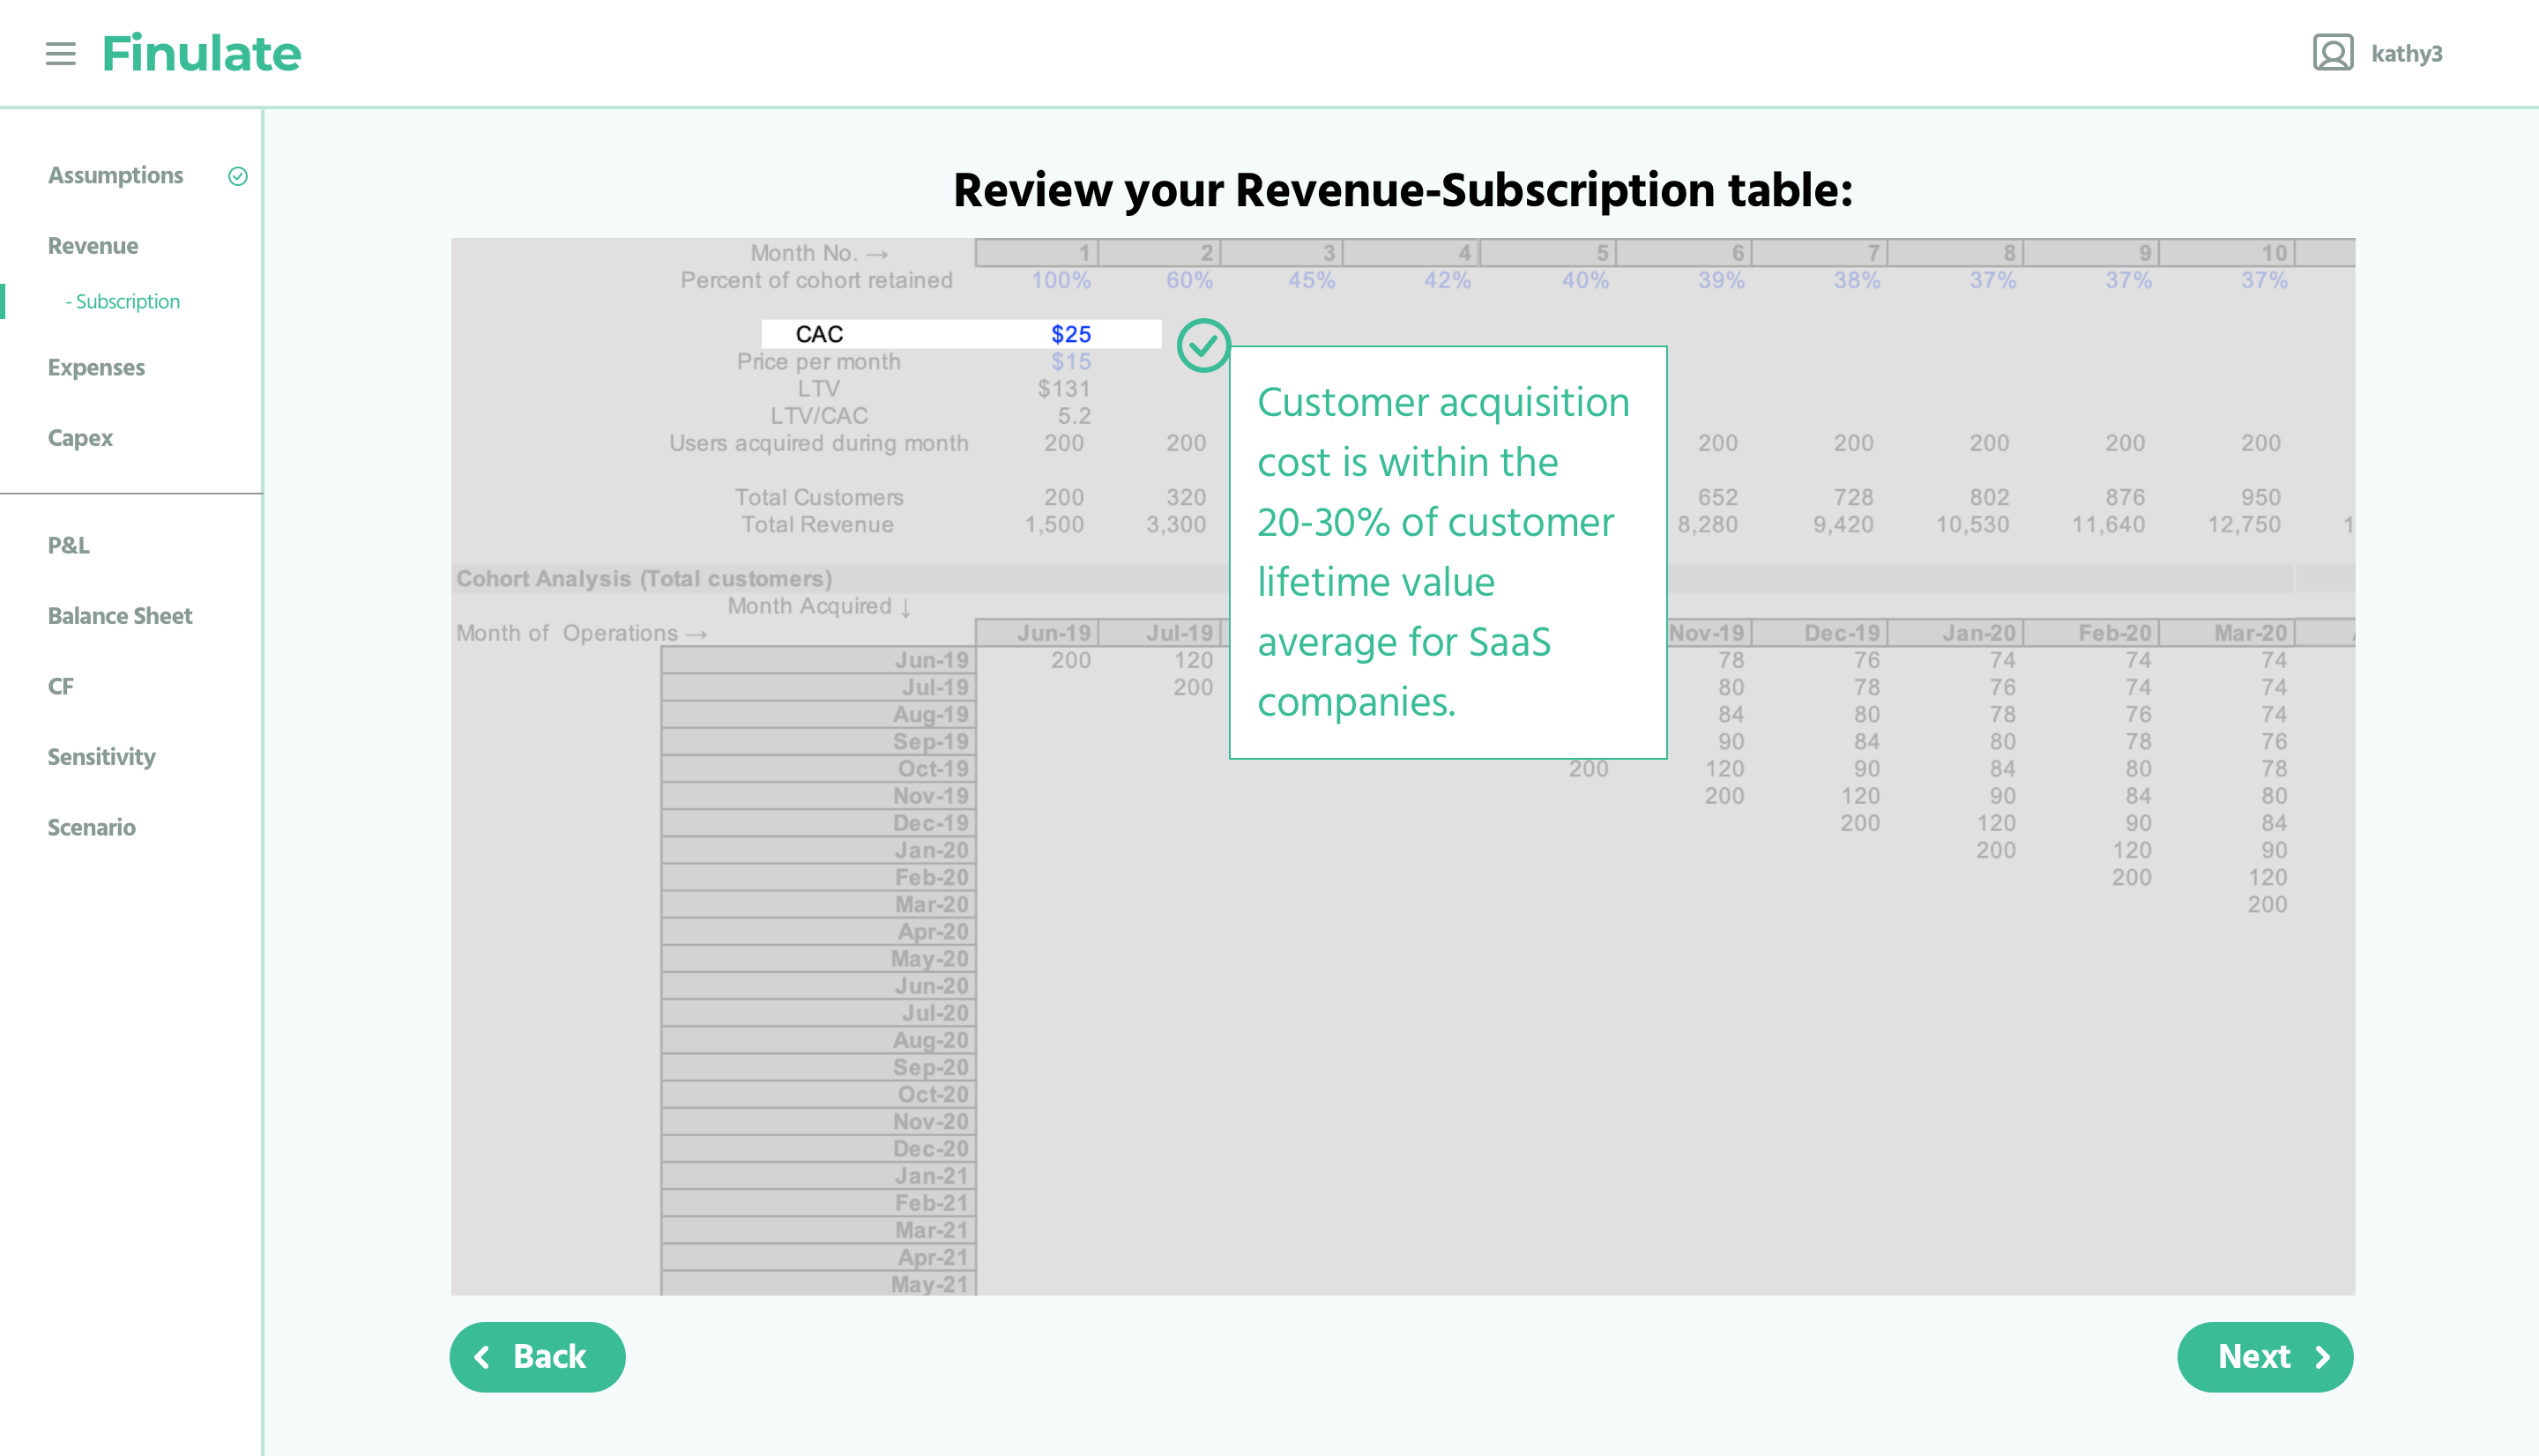 Finulate
kathy3
Assumptions
Revenue
- Subscription
Expenses
Capex
P&L
Balance Sheet
CF
Sensitivity
Scenario
Review your Revenue-Subscription table:
Month No. → 1 2 3 4 5 6 7 8 9 10
Percent of cohort retained 100% 60% 45% 42% 40% 39% 38% 37% 37% 37%
CAC $25
Price per month $15
LTV $131
LTV/CAC 5.2
Users acquired during month 200 200 200 200 200 200 200
Total Customers 200 320 652 728 802 876 950
Total Revenue 1,500 3,300 8,280 9,420 10,530 11,640 12,750 1
Customer acquisition
cost is within the
20-30% of customer
lifetime value
average for SaaS
companies.
Cohort Analysis (Total customers)
Month Acquired ↓
Month of Operations → Jun-19 Jul-19 Nov-19 Dec-19 Jan-20 Feb-20 Mar-20
Jun-19 200 120 78 76 74 74 74
Jul-19 200 80 78 76 74 74
Aug-19 84 80 78 76 74
Sep-19 90 84 80 78 76
Oct-19 200 120 90 84 80 78
Nov-19 200 120 90 84 80
Dec-19 200 120 90 84
Jan-20 200 120 90
Feb-20 200 120
Mar-20 200
Apr-20
May-20
Jun-20
Jul-20
Aug-20
Sep-20
Oct-20
Nov-20
Dec-20
Jan-21
Feb-21
Mar-21
Apr-21
May-21
Back
Next